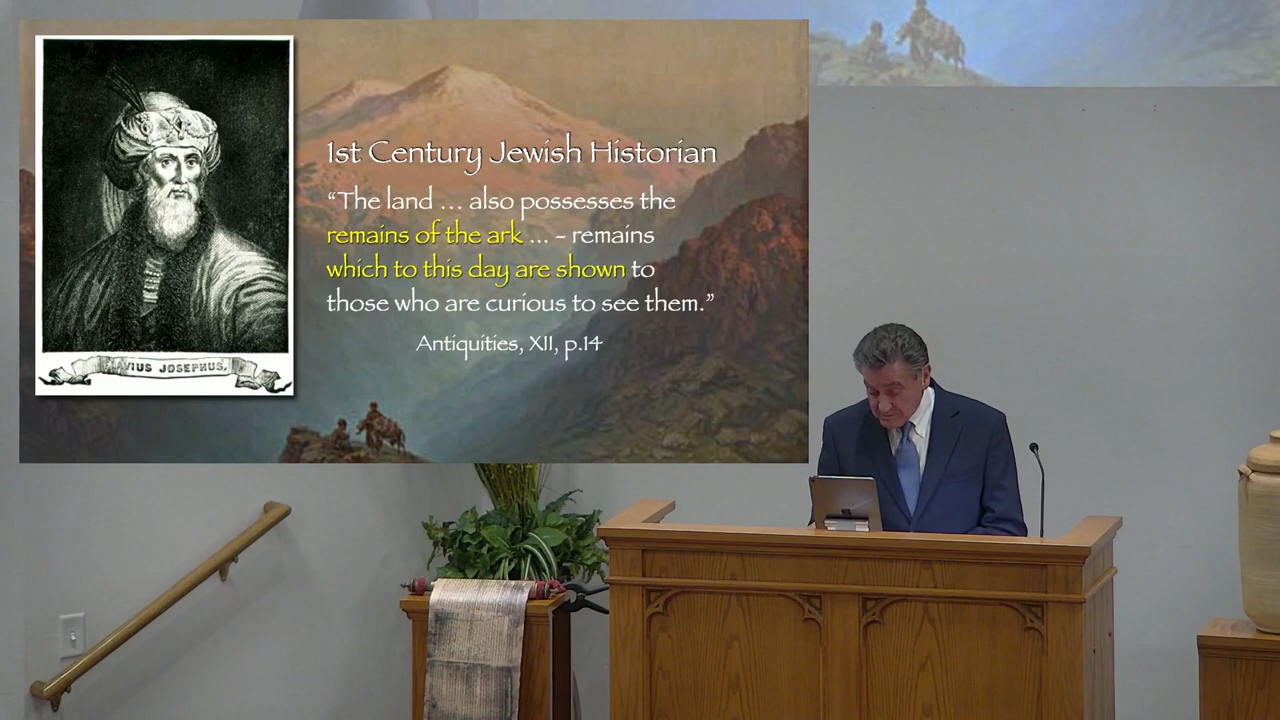 1st Century Jewish Historian
“The land ... also possesses the
remains of the ark ... - remains
which to this day are shown to
those who are curious to see them.”
Antiquities, XII, p.14
FLAVIUS JOSEPHUS.